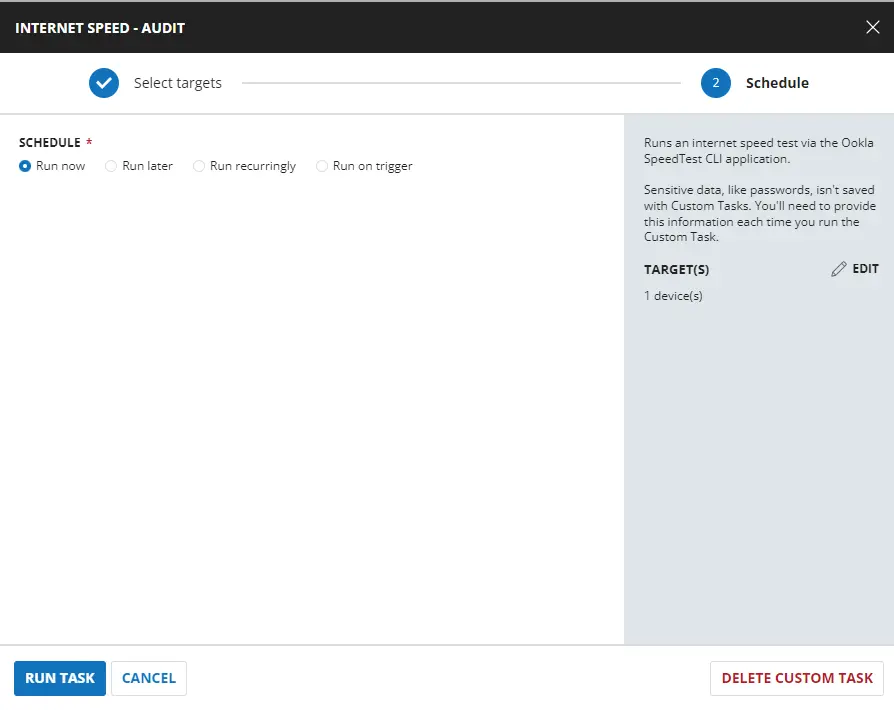 INTERNET SPEED - AUDIT
Select targets
2
Schedule
SCHEDULE *
Run now
Run later
Run recurringly
Run on trigger
Runs an internet speed test via the Ookla
SpeedTest CLI application.
Sensitive data, like passwords, isn't saved
with Custom Tasks. You'll need to provide
this information each time you run the
Custom Task.
TARGET(S)
EDIT
1 device(s)
RUN TASK
CANCEL
DELETE CUSTOM TASK